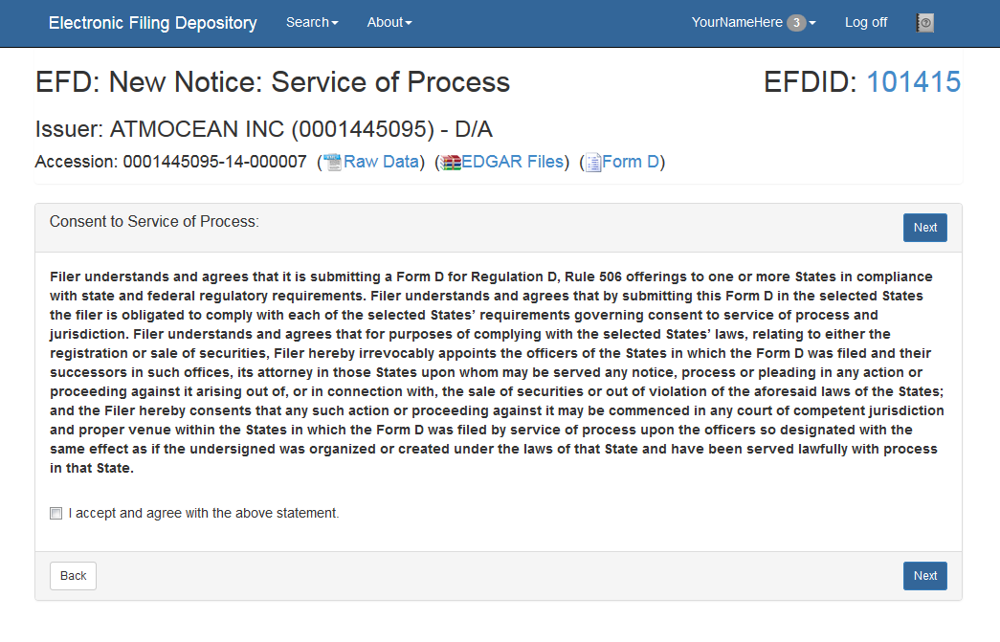 Electronic Filing Depository Search About YourNameHere 3 Log off
EFD: New Notice: Service of Process EFDID: 101415
Issuer: ATMOCEAN INC (0001445095) - D/A
Accession: 0001445095-14-000007 (Raw Data) (EDGAR Files) (Form D)
Consent to Service of Process: Next
Filer understands and agrees that it is submitting a Form D for Regulation D, Rule 506 offerings to one or more States in compliance
with state and federal regulatory requirements. Filer understands and agrees that by submitting this Form D in the selected States
the filer is obligated to comply with each of the selected States’ requirements governing consent to service of process and
jurisdiction. Filer understands and agrees that for purposes of complying with the selected States’ laws, relating to either the
registration or sale of securities, Filer hereby irrevocably appoints the officers of the States in which the Form D was filed and their
successors in such offices, its attorney in those States upon whom may be served any notice, process or pleading in any action or
proceeding against it arising out of, or in connection with, the sale of securities or out of violation of the aforesaid laws of the States;
and the Filer hereby consents that any such action or proceeding against it may be commenced in any court of competent jurisdiction
and proper venue within the States in which the Form D was filed by service of process upon the officers so designated with the
same effect as if the undersigned was organized or created under the laws of that State and have been served lawfully with process
in that State.
I accept and agree with the above statement.
Back Next